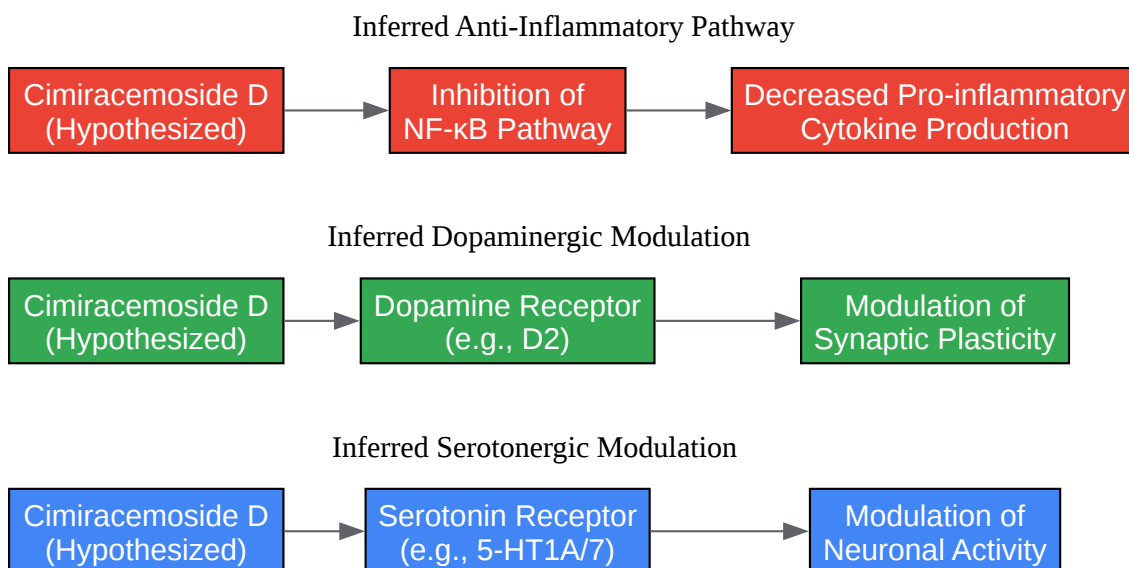 Inferred Anti-Inflammatory Pathway
Cimiracemoside D
(Hypothesized)
Inhibition of
NF-κB Pathway
Decreased Pro-inflammatory
Cytokine Production
Inferred Dopaminergic Modulation
Cimiracemoside D
(Hypothesized)
Dopamine Receptor
(e.g., D2)
Modulation of
Synaptic Plasticity
Inferred Serotonergic Modulation
Cimiracemoside D
(Hypothesized)
Serotonin Receptor
(e.g., 5-HT1A/7)
Modulation of
Neuronal Activity